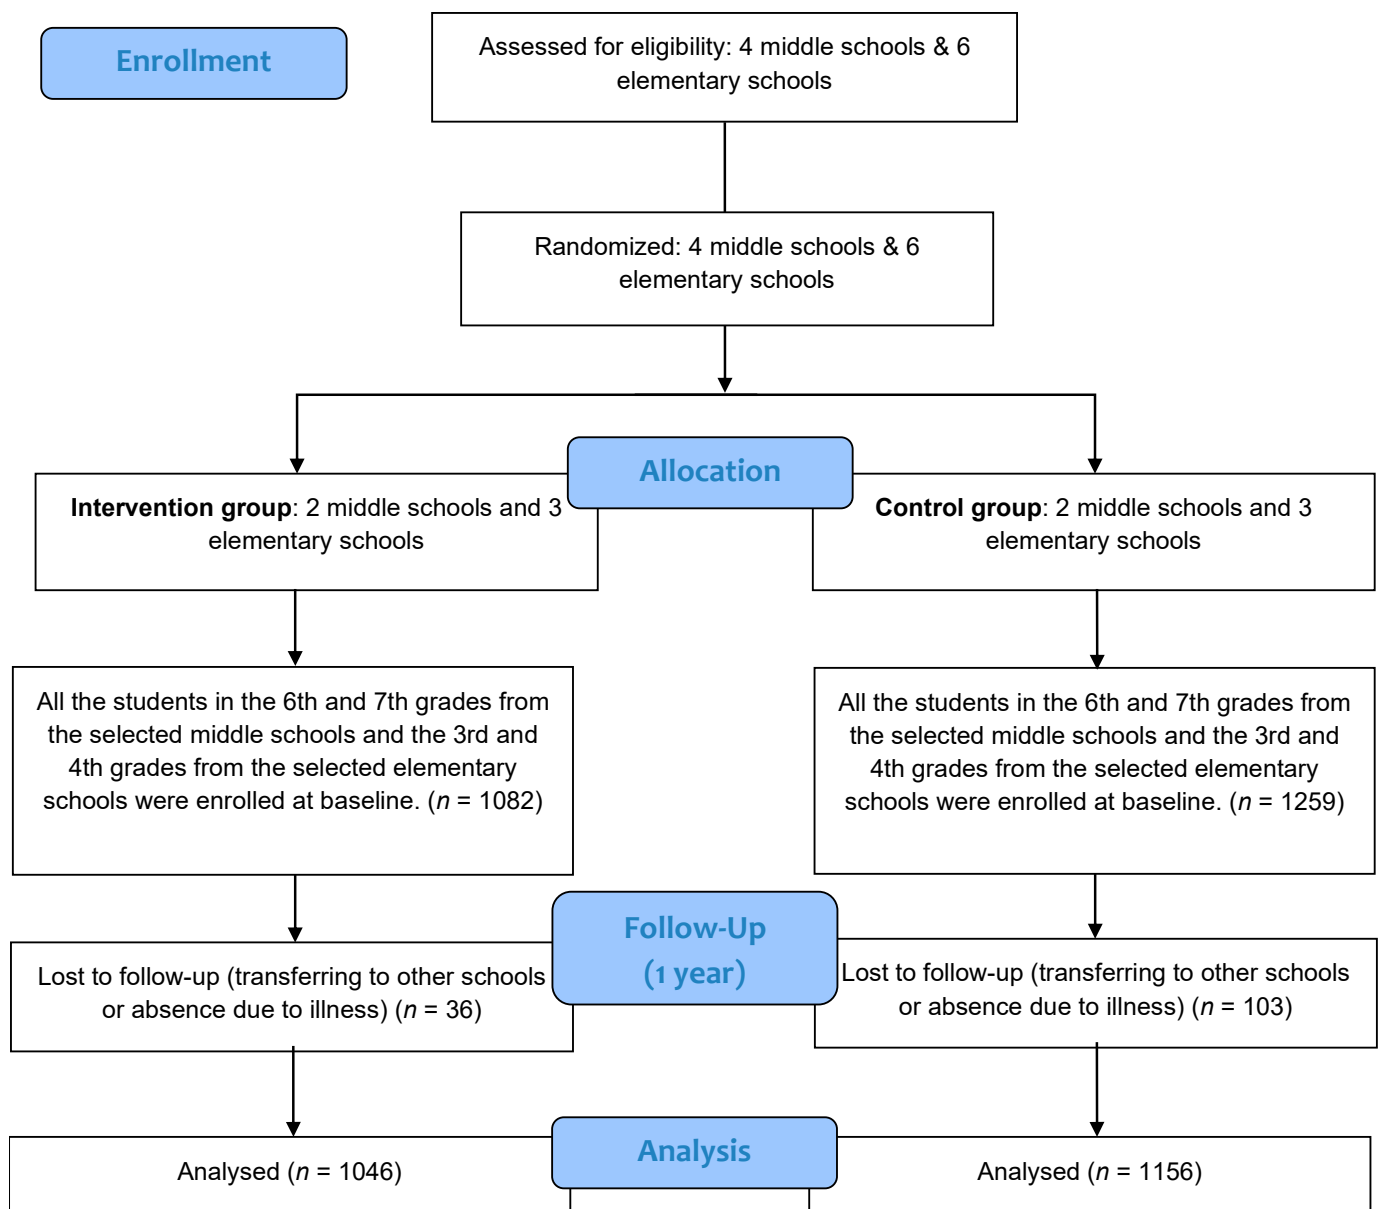 Enrollment
Assessed for eligibility: 4 middle schools & 6
elementary schools
Randomized: 4 middle schools & 6
elementary schools
Allocation
Intervention group: 2 middle schools and 3
elementary schools
Control group: 2 middle schools and 3
elementary schools
All the students in the 6th and 7th grades from
the selected middle schools and the 3rd and
4th grades from the selected elementary
schools were enrolled at baseline. (n = 1082)
All the students in the 6th and 7th grades from
the selected middle schools and the 3rd and
4th grades from the selected elementary
schools were enrolled at baseline. (n = 1259)
Follow-Up
(1 year)
Lost to follow-up (transferring to other schools
or absence due to illness) (n = 36)
Lost to follow-up (transferring to other schools
or absence due to illness) (n = 103)
Analysis
Analysed (n = 1046)
Analysed (n = 1156)